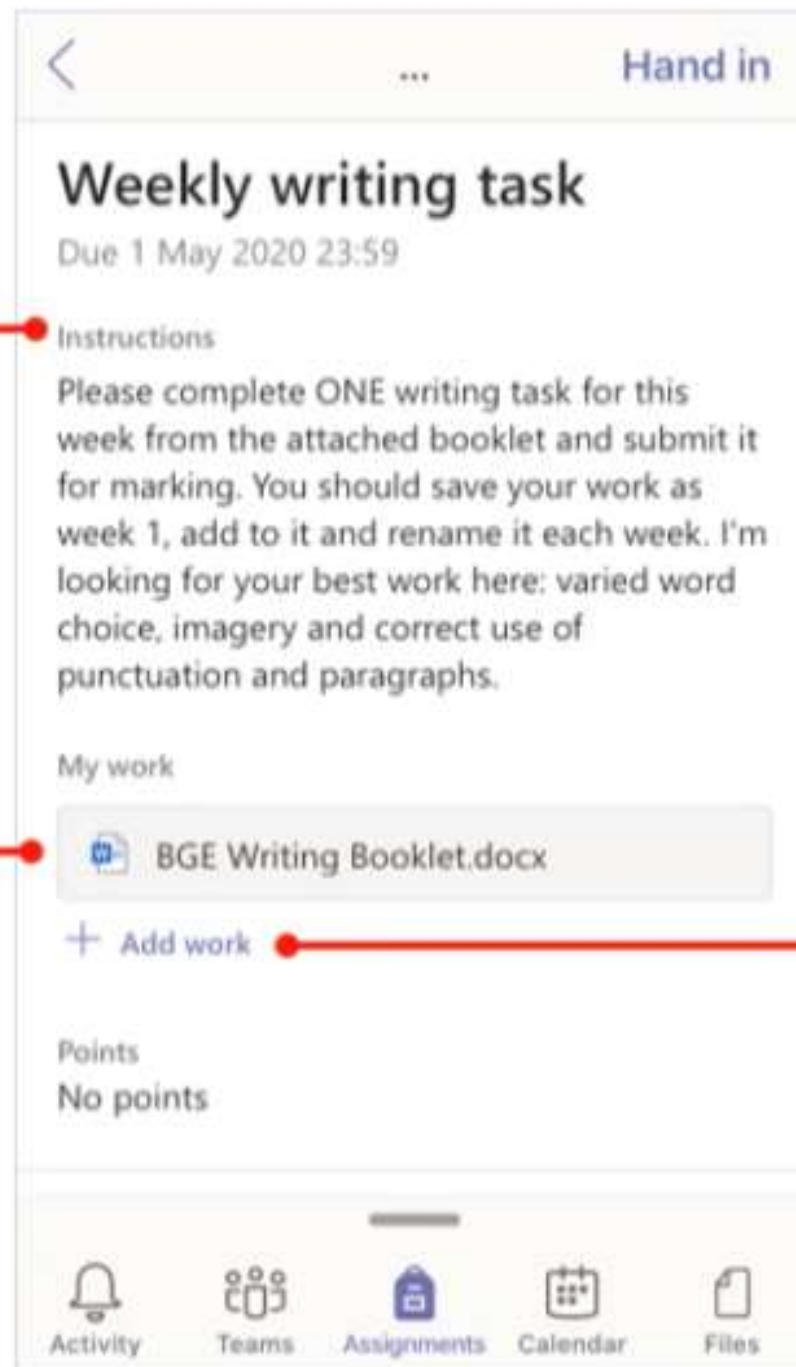 ... Hand in
Weekly writing task
Due 1 May 2020 23:59
Instructions
Please complete ONE writing task for this
week from the attached booklet and submit it
for marking. You should save your work as
week 1, add to it and rename it each week. I'm
looking for your best work here: varied word
choice, imagery and correct use of
punctuation and paragraphs.
My work
BGE Writing Booklet.docx
+ Add work
Points
No points
Activity Teams Assignments Calendar Files